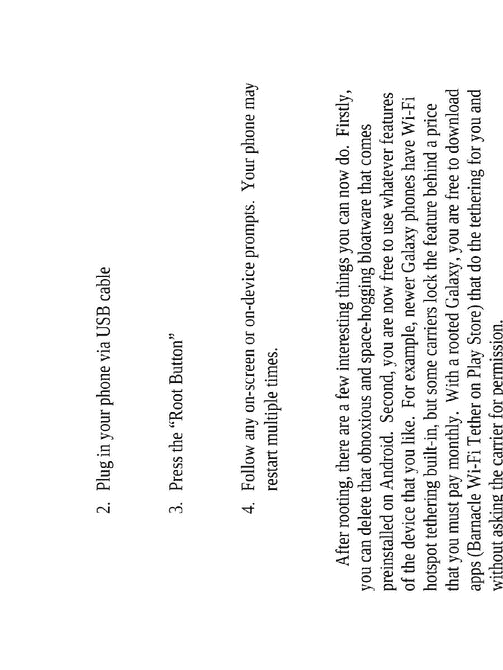 2. Plug in your phone via USB cable
3. Press the “Root Button”
4. Follow any on-screen or on-device prompts.  Your phone may
restart multiple times.
After rooting, there are a few interesting things you can now do.  Firstly,
you can delete that obnoxious and space-hogging bloatware that comes
preinstalled on Android.  Second, you are now free to use whatever features
of the device that you like.  For example, newer Galaxy phones have Wi-Fi
hotspot tethering built-in, but some carriers lock the feature behind a price
that you must pay monthly.  With a rooted Galaxy, you are free to download
apps (Barnacle Wi-Fi Tether on Play Store) that do the tethering for you and
without asking the carrier for permission.